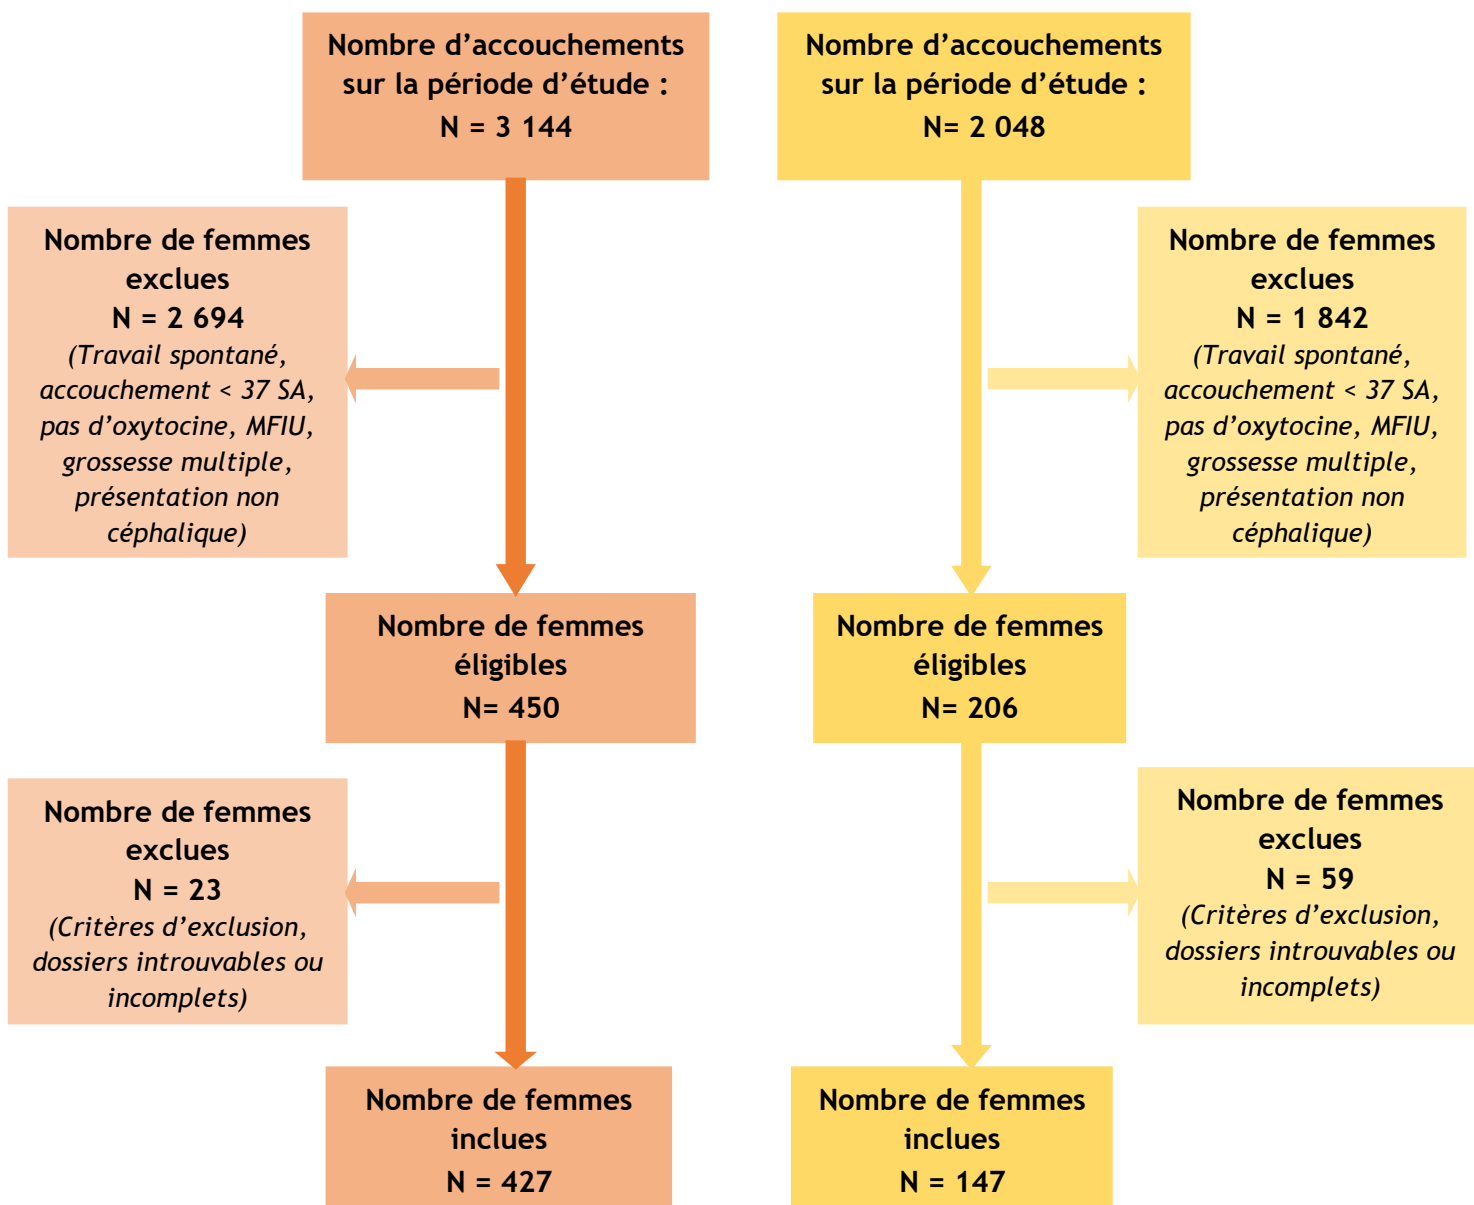 Nombre d’accouchements
sur la période d’étude :
N = 3 144
Nombre de femmes
exclues
N = 2 694
(Travail spontané,
accouchement < 37 SA,
pas d’oxytocine, MFIU,
grossesse multiple,
présentation non
céphalique)
Nombre de femmes
éligibles
N= 450
Nombre de femmes
exclues
N = 23
(Critères d’exclusion,
dossiers introuvables ou
incomplets)
Nombre de femmes
inclues
N = 427
Nombre d’accouchements
sur la période d’étude :
N= 2 048
Nombre de femmes
exclues
N = 1 842
(Travail spontané,
accouchement < 37 SA,
pas d’oxytocine, MFIU,
grossesse multiple,
présentation non
céphalique)
Nombre de femmes
éligibles
N= 206
Nombre de femmes
exclues
N = 59
(Critères d’exclusion,
dossiers introuvables ou
incomplets)
Nombre de femmes
inclues
N = 147